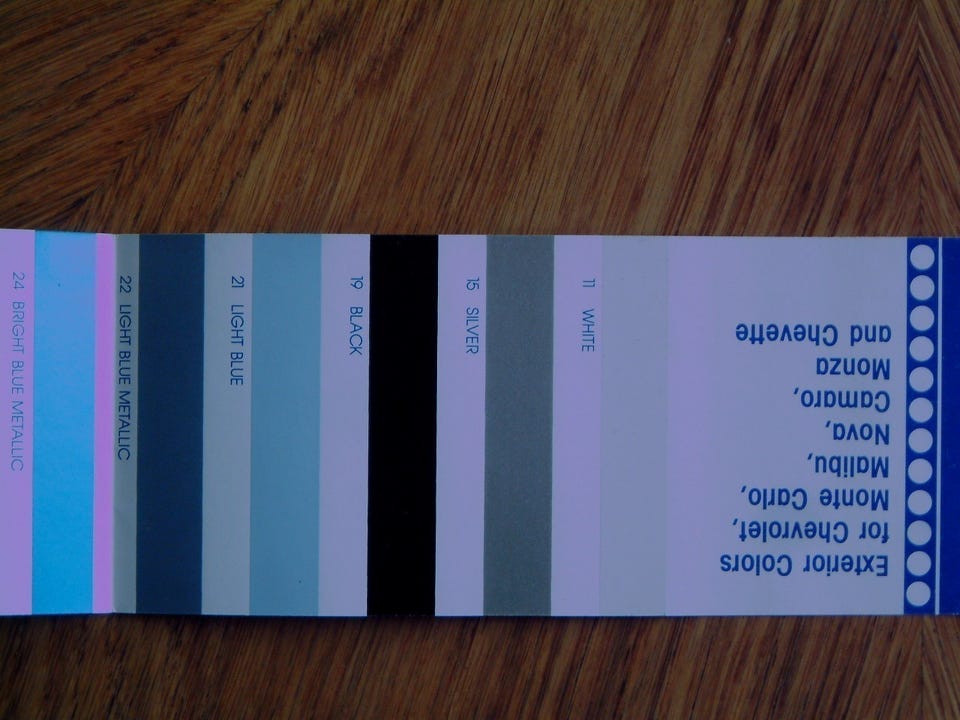 Exterior Colors
for Chevrolet,
Monte Carlo,
Malibu,
Nova,
Camaro,
Monza
and Chevette
11 WHITE
15 SILVER
19 BLACK
21 LIGHT BLUE
22 LIGHT BLUE METALLIC
24 BRIGHT BLUE METALLIC